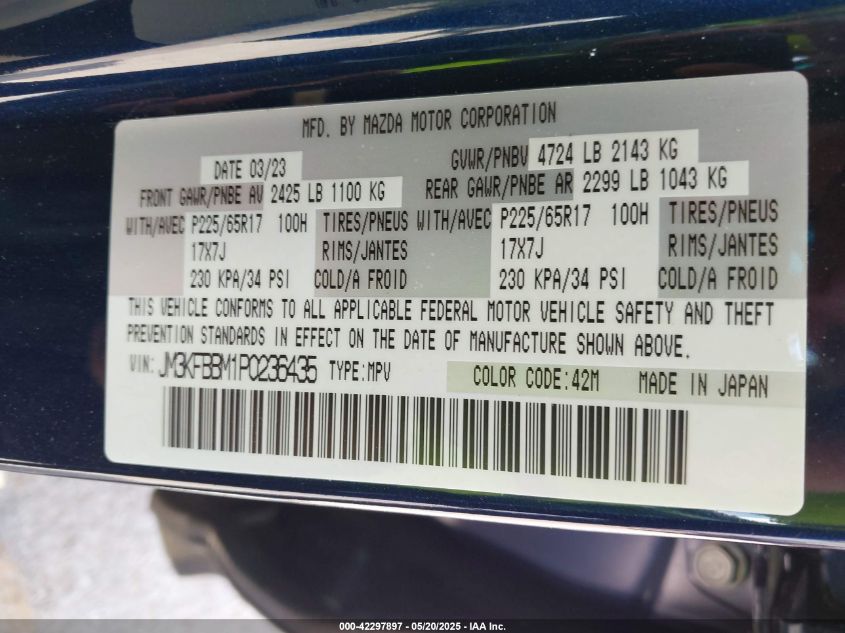 MFD. BY MAZDA MOTOR CORPORATION
DATE 03/23 GVWR/PNBV 4724 LB 2143 KG
FRONT GAWR/PNBE AV 2425 LB 1100 KG REAR GAWR/PNBE AR 2299 LB 1043 KG
WITH/AVEC P225/65R17 100H TIRES/PNEUS WITH/AVEC P225/65R17 100H TIRES/PNEUS
17X7J RIMS/JANTES 17X7J RIMS/JANTES
230 KPA/34 PSI COLD/A FROID 230 KPA/34 PSI COLD/A FROID
THIS VEHICLE CONFORMS TO ALL APPLICABLE FEDERAL MOTOR VEHICLE SAFETY AND THEFT
PREVENTION STANDARDS IN EFFECT ON THE DATE OF MANUFACTURE SHOWN ABOVE.
VIN: JM3KFBBM1P0236435 TYPE:MPV COLOR CODE:42M MADE IN JAPAN
000-42297897 - 05/20/2025 - IAA Inc.